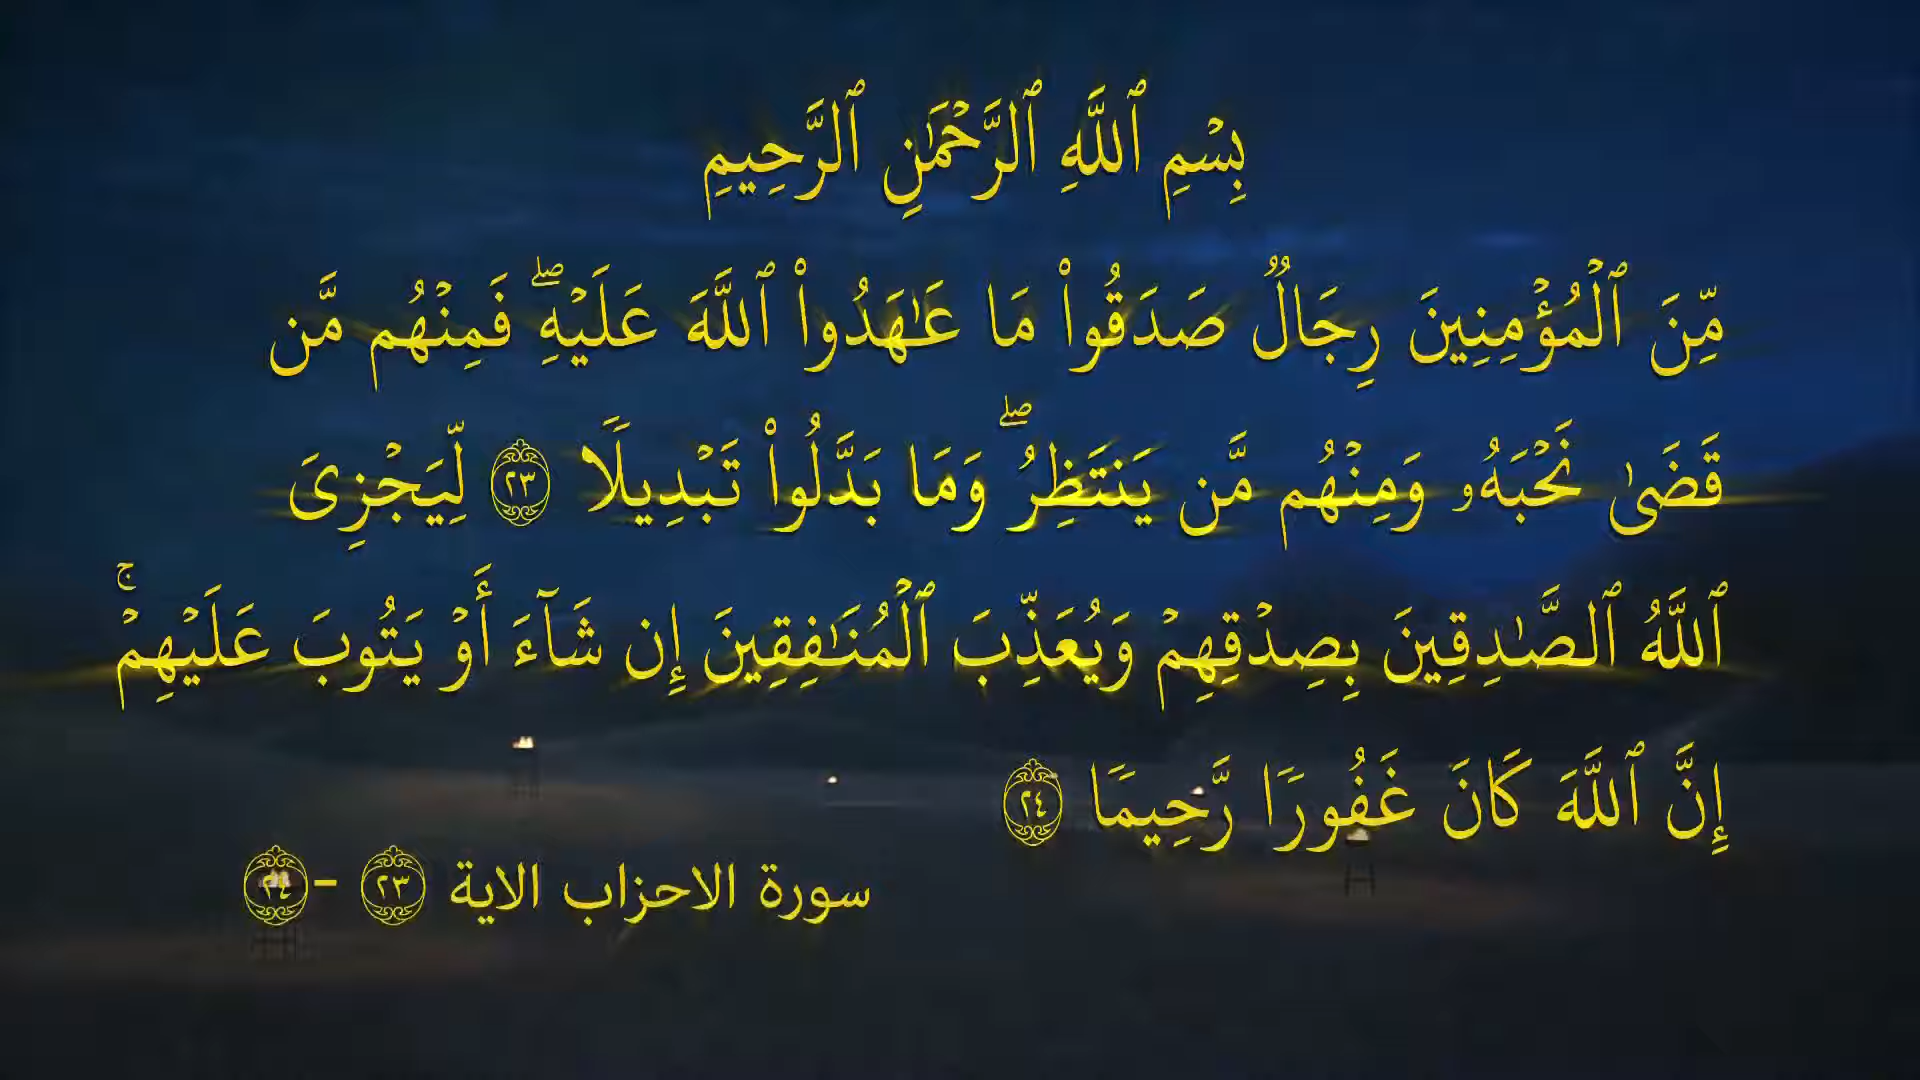 بِسْمِ ٱللَّهِ ٱلرَّحْمَٰنِ ٱلرَّحِيمِ
مِّنَ ٱلْمُؤْمِنِينَ رِجَالٌ صَدَقُوا۟ مَا عَٰهَدُوا۟ ٱللَّهَ عَلَيْهِ ۖ فَمِنْهُم مَّن
قَضَىٰ نَحْبَهُۥ وَمِنْهُم مَّن يَنتَظِرُ ۖ وَمَا بَدَّلُوا۟ تَبْدِيلًا ٢٣ لِّيَجْزِىَ
ٱللَّهُ ٱلصَّٰدِقِينَ بِصِدْقِهِمْ وَيُعَذِّبَ ٱلْمُنَٰفِقِينَ إِن شَآءَ أَوْ يَتُوبَ عَلَيْهِمْ ۚ
إِنَّ ٱللَّهَ كَانَ غَفُورًا رَّحِيمًا ٢٤
سورة الاحزاب الاية ٢٣ - ٢٤